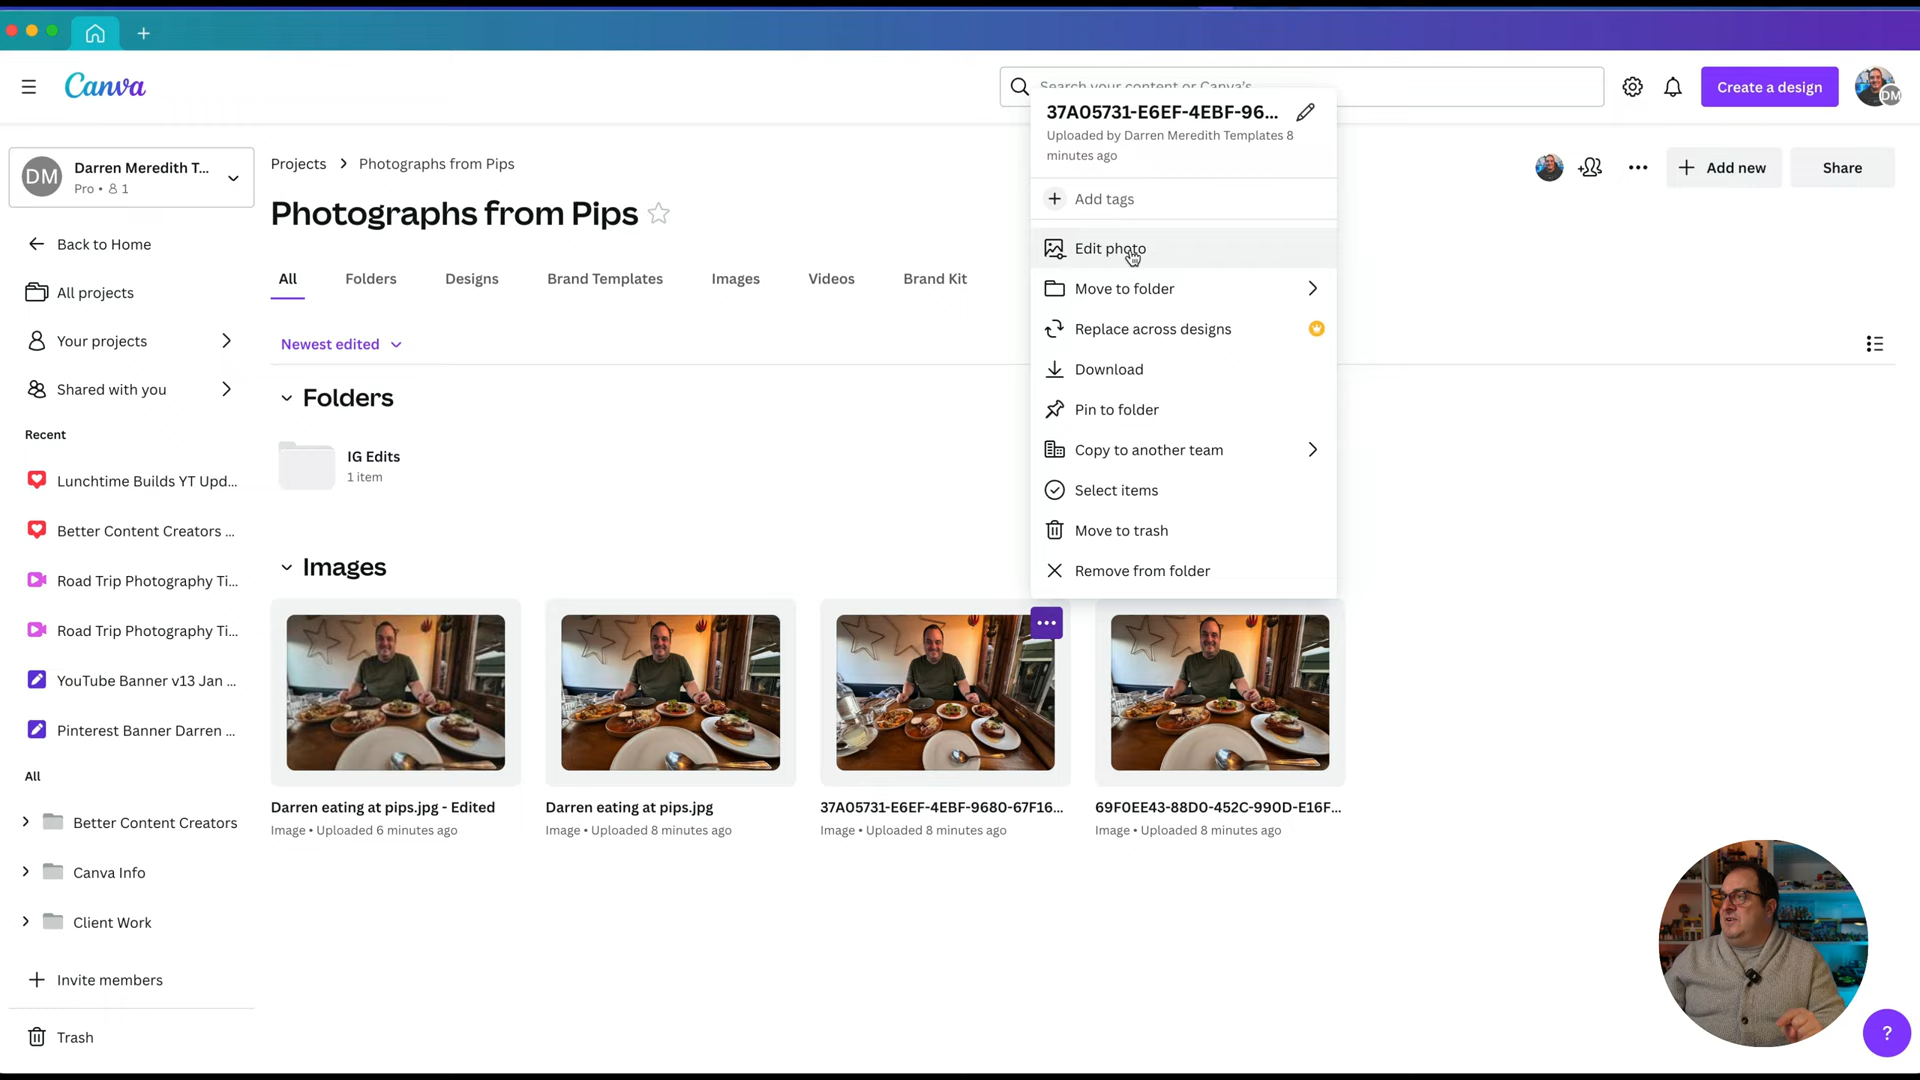 Canva
Search your content or Canva's
Create a design
DM
DM
Darren Meredith T...
Pro • 1
Back to Home
All projects
Your projects
Shared with you
Recent
Lunchtime Builds YT Upd...
Better Content Creators ...
Road Trip Photography Ti...
Road Trip Photography Ti...
YouTube Banner v13 Jan ...
Pinterest Banner Darren ...
All
Better Content Creators
Canva Info
Client Work
Invite members
Trash
Projects > Photographs from Pips
Photographs from Pips
Add new
Share
All
Folders
Designs
Brand Templates
Images
Videos
Brand Kit
Newest edited
Folders
IG Edits
1 item
Images
Darren eating at pips.jpg - Edited
Image • Uploaded 6 minutes ago
Darren eating at pips.jpg
Image • Uploaded 8 minutes ago
37A05731-E6EF-4EBF-9680-67F16...
Image • Uploaded 8 minutes ago
69F0EE43-88D0-452C-990D-E16F...
Image • Uploaded 8 minutes ago
37A05731-E6EF-4EBF-96...
Uploaded by Darren Meredith Templates 8
minutes ago
Add tags
Edit photo
Move to folder
Replace across designs
Download
Pin to folder
Copy to another team
Select items
Move to trash
Remove from folder
?